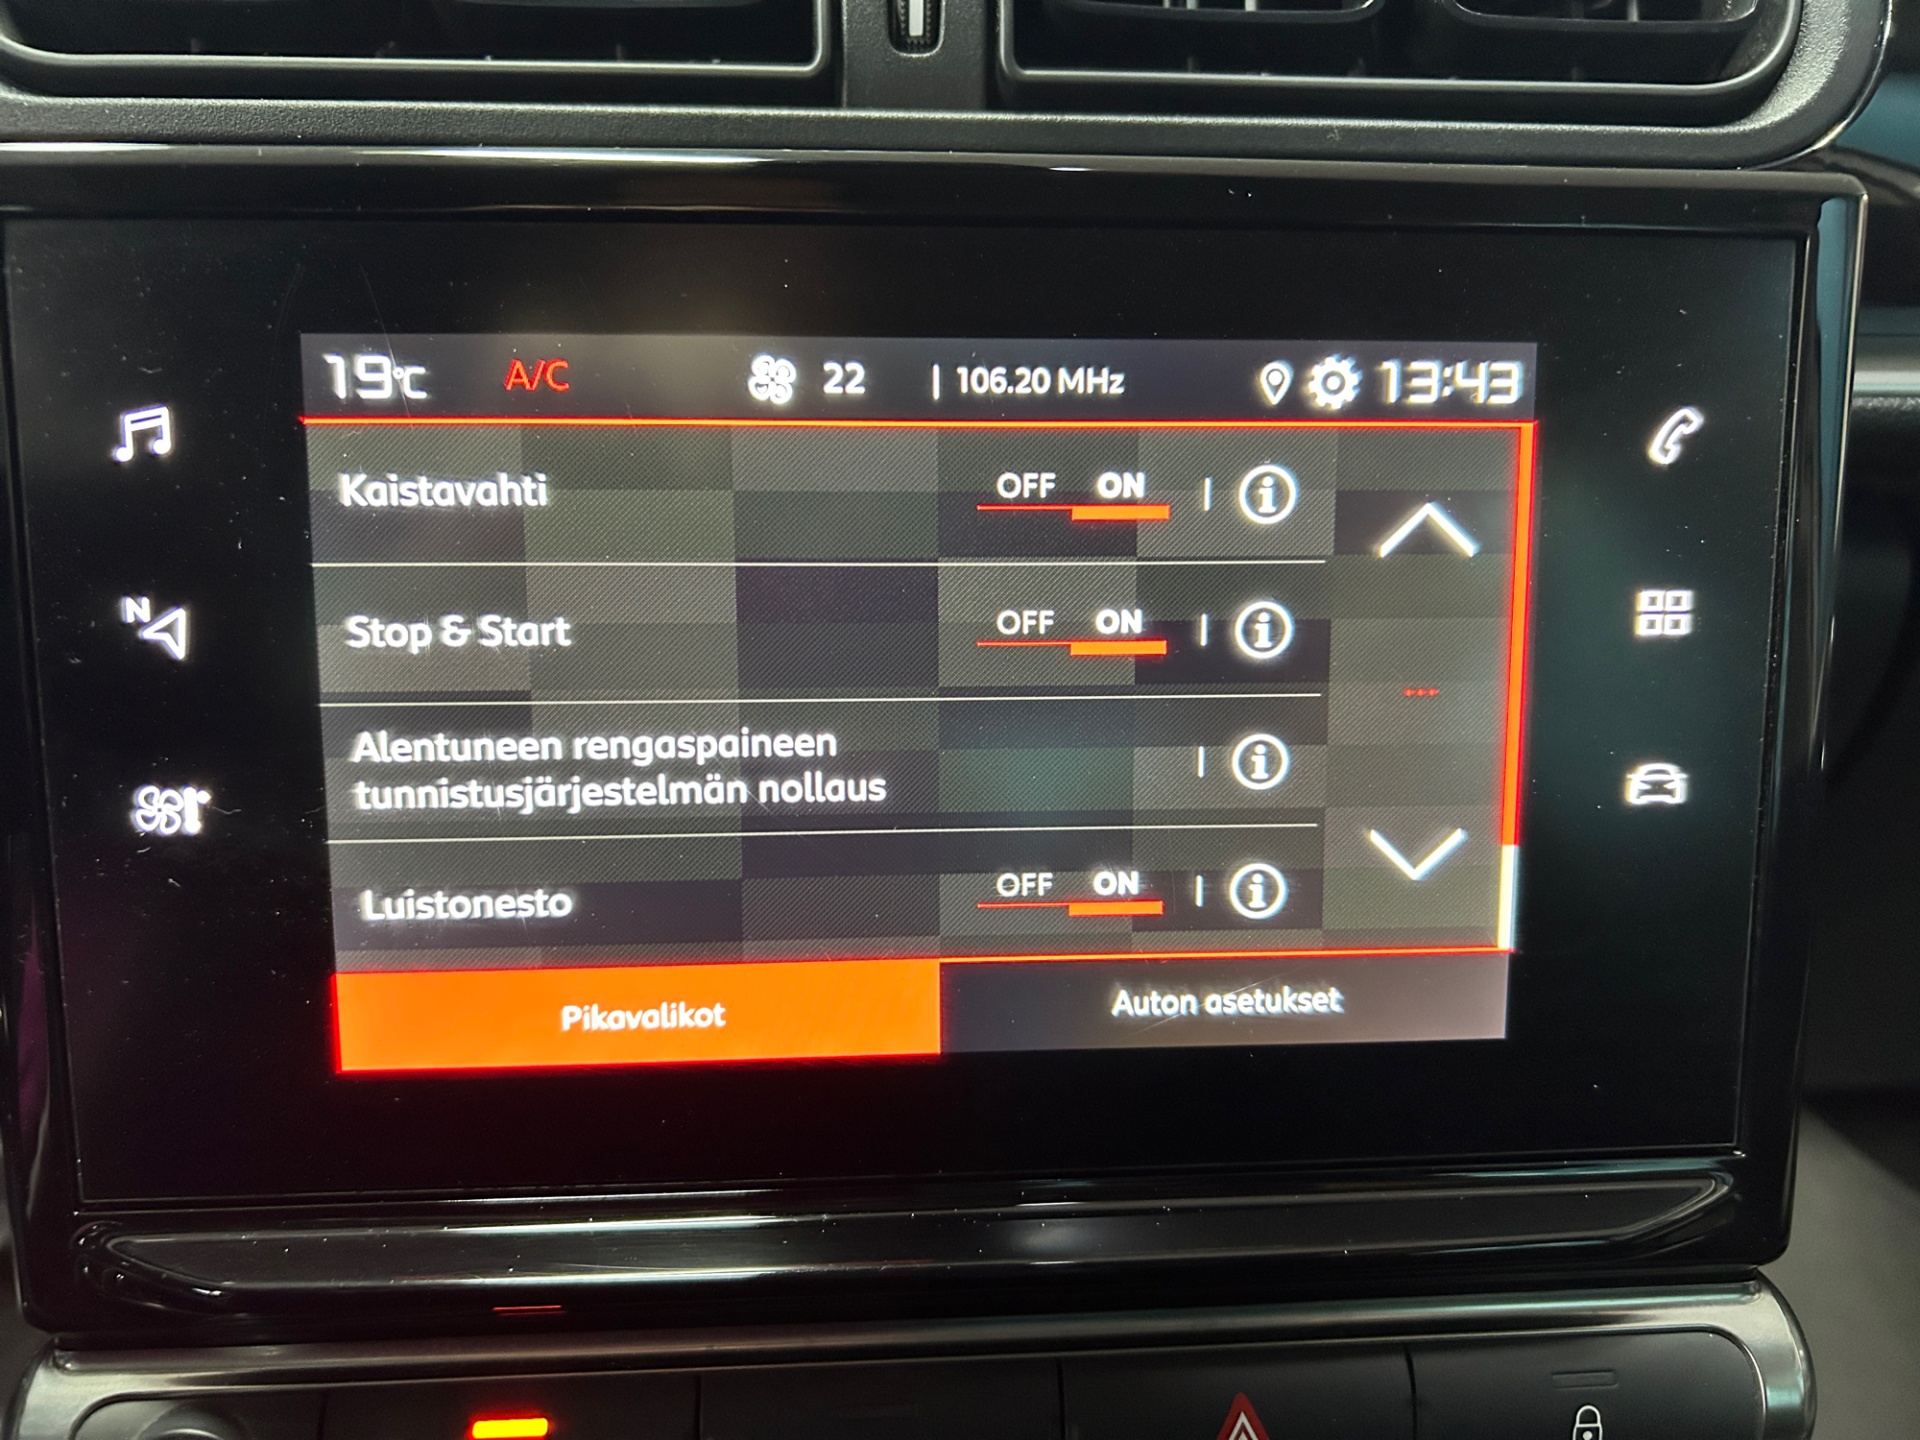 19°C A/C 22 | 106.20 MHz 13:43
Kaistavahti OFF ON
N
Stop & Start OFF ON
Alentuneen rengaspaineen
tunnistusjärjestelmän nollaus
Luistonesto OFF ON
Pikavalikot Auton asetukset